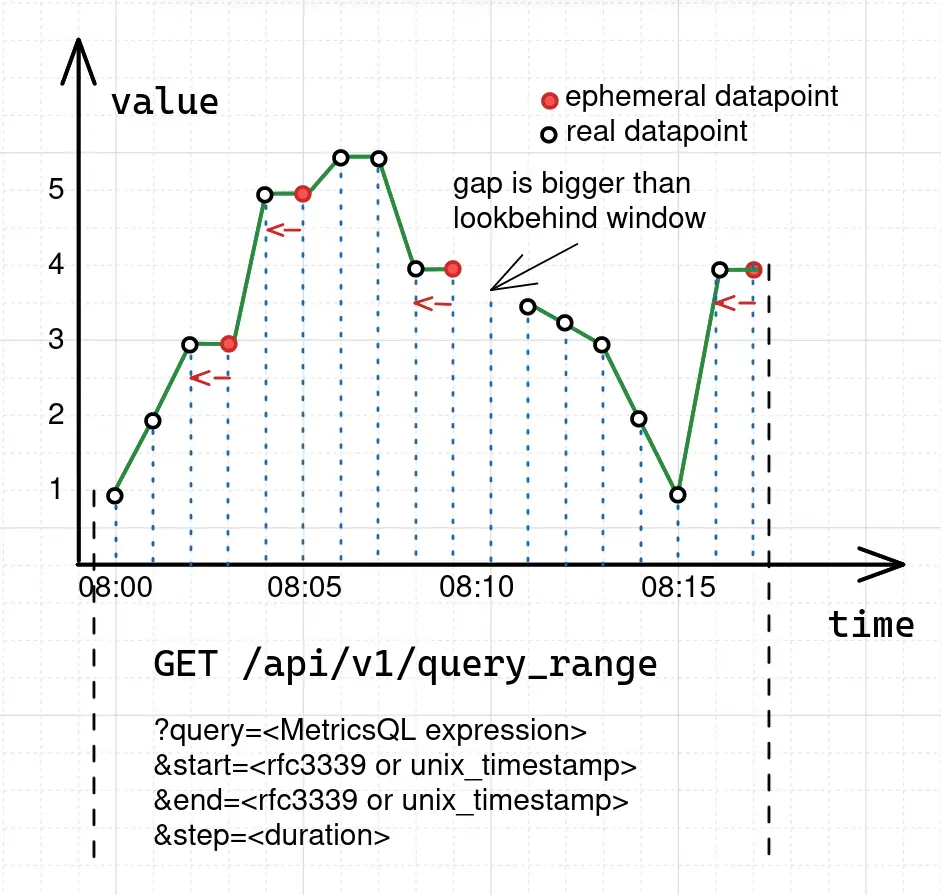 value
ephemeral datapoint
real datapoint
gap is bigger than
lookbehind window
5
4
3
2
1
08:00
08:05
08:10
08:15
time
GET /api/v1/query_range
?query=<MetricsQL expression>
&start=<rfc3339 or unix_timestamp>
&end=<rfc3339 or unix_timestamp>
&step=<duration>